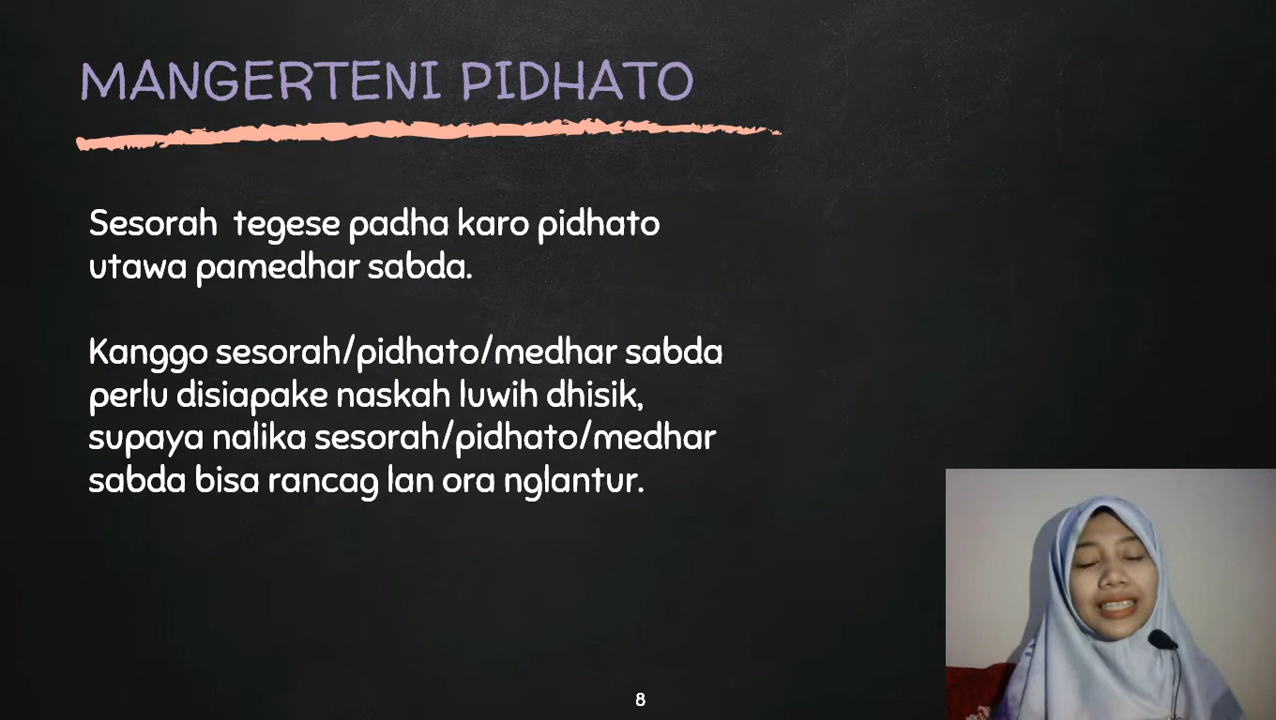 MANGERTENI PIDHATO
Sesorah tegese padha karo pidhato
utawa pamedhar sabda.
Kanggo sesorah/pidhato/medhar sabda
perlu disiapake naskah luwih dhisik,
supaya nalika sesorah/pidhato/medhar
sabda bisa rancag lan ora nglantur.
8